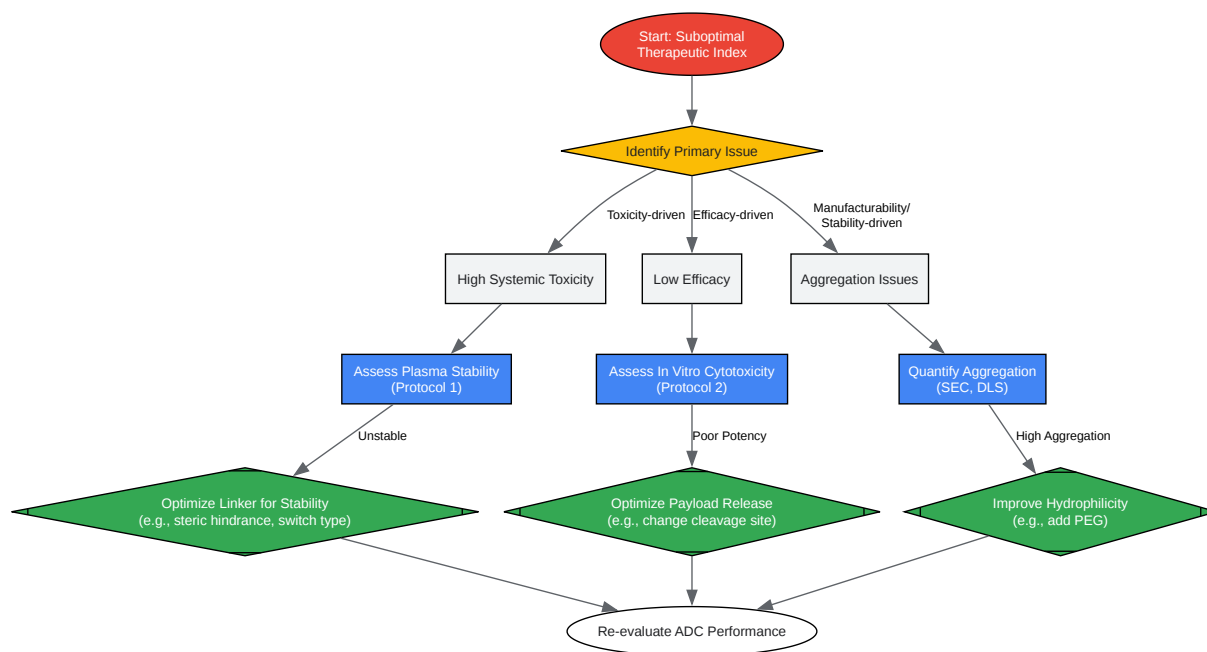 Start: Suboptimal
Therapeutic Index
Identify Primary Issue
Toxicity-driven
Efficacy-driven
Manufacturability/
Stability-driven
High Systemic Toxicity
Low Efficacy
Aggregation Issues
Assess Plasma Stability
(Protocol 1)
Assess In Vitro Cytotoxicity
(Protocol 2)
Quantify Aggregation
(SEC, DLS)
Unstable
Poor Potency
High Aggregation
Optimize Linker for Stability
(e.g., steric hindrance, switch type)
Optimize Payload Release
(e.g., change cleavage site)
Improve Hydrophilicity
(e.g., add PEG)
Re-evaluate ADC Performance